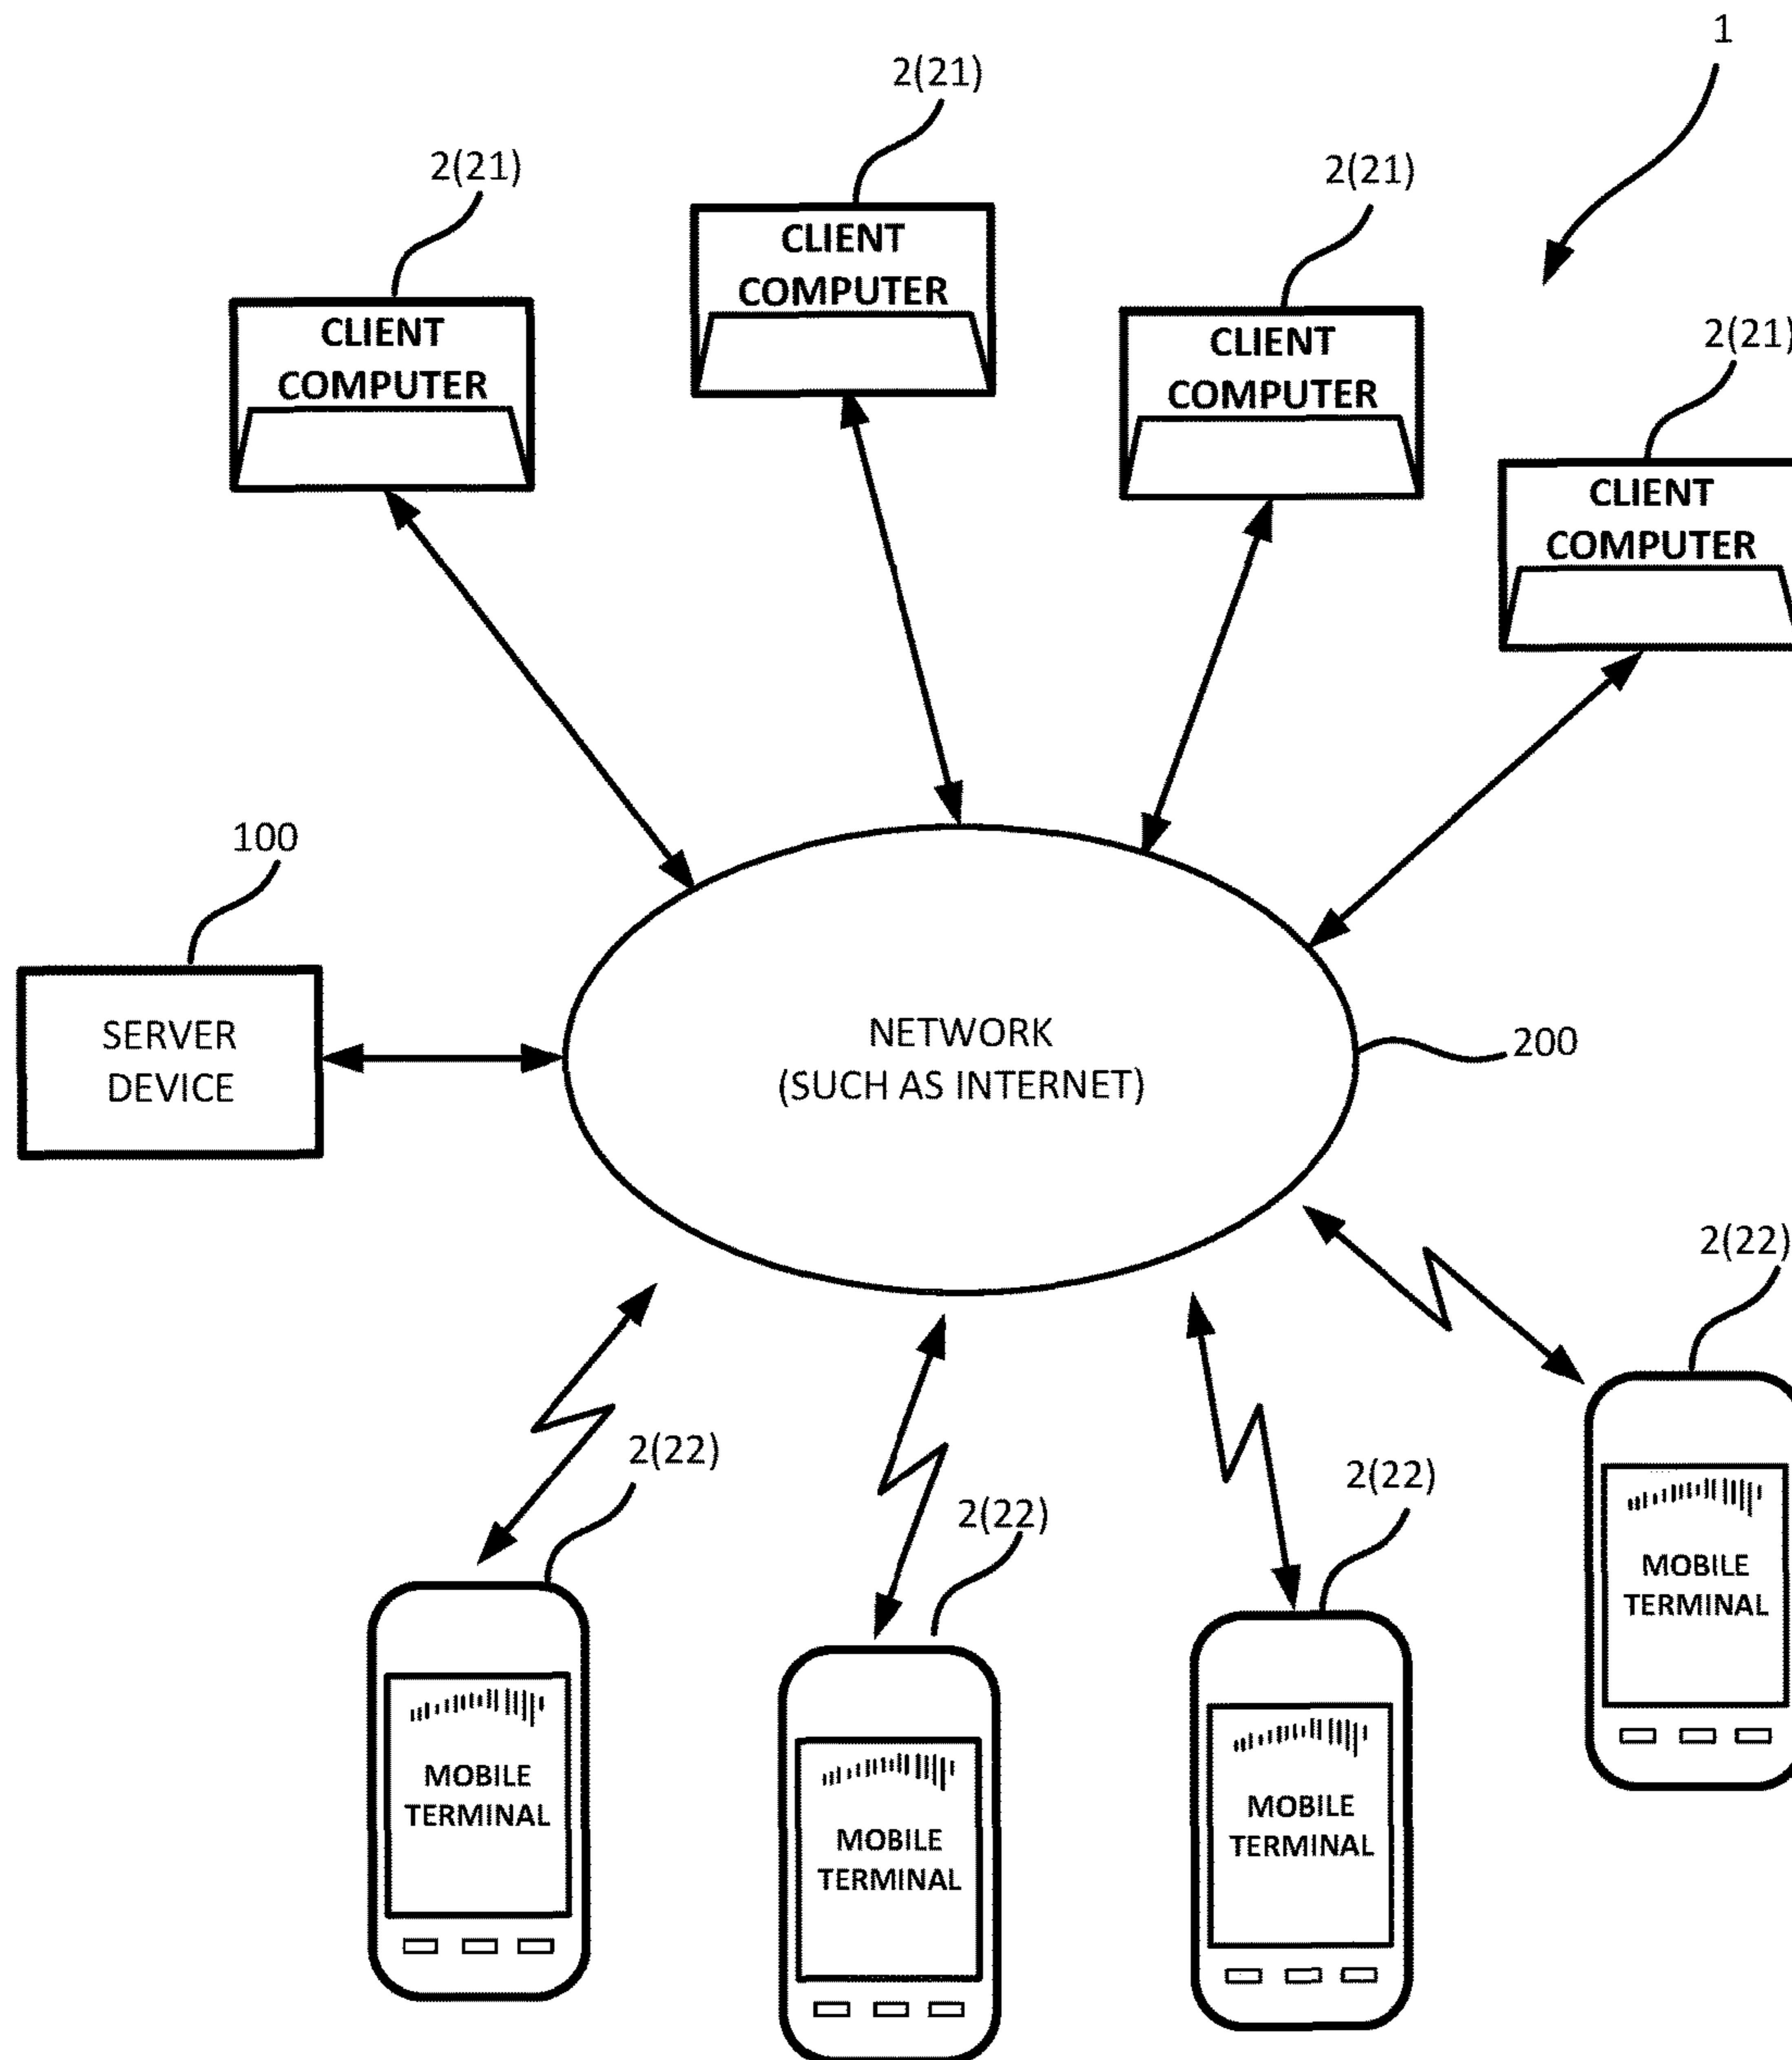 1
2(21)
2(21)
2(21)
2(21)
CLIENT
COMPUTER
CLIENT
COMPUTER
CLIENT
COMPUTER
CLIENT
COMPUTER
100
SERVER
DEVICE
NETWORK
(SUCH AS INTERNET)
200
2(22)
2(22)
2(22)
2(22)
MOBILE
TERMINAL
MOBILE
TERMINAL
MOBILE
TERMINAL
MOBILE
TERMINAL